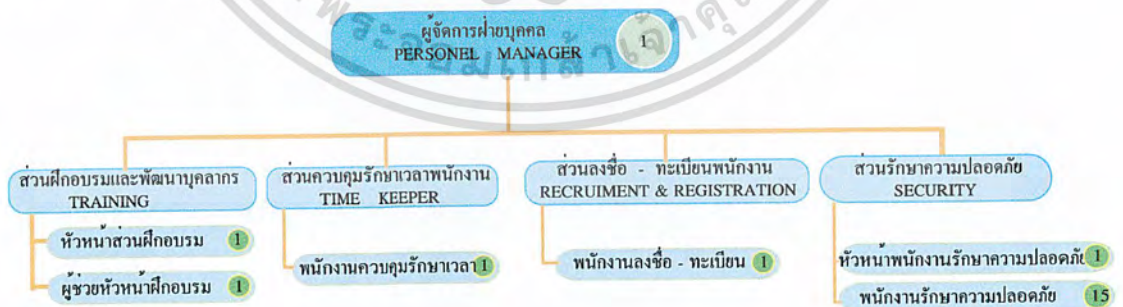 ผู้จัดการฝ่ายบุคคล
PERSONEL MANAGER
1
ส่วนฝึกอบรมและพัฒนาบุคลากร
TRAINING
หัวหน้าส่วนฝึกอบรม 1
ผู้ช่วยหัวหน้าฝึกอบรม 1
ส่วนควบคุมรักษาเวลาพนักงาน
TIME KEEPER
พนักงานควบคุมรักษาเวลา 1
ส่วนลงชื่อ - ทะเบียนพนักงาน
RECRUIMENT & REGISTRATION
พนักงานลงชื่อ - ทะเบียน 1
ส่วนรักษาความปลอดภัย
SECURITY
หัวหน้าพนักงานรักษาความปลอดภัย 1
พนักงานรักษาความปลอดภัย 15